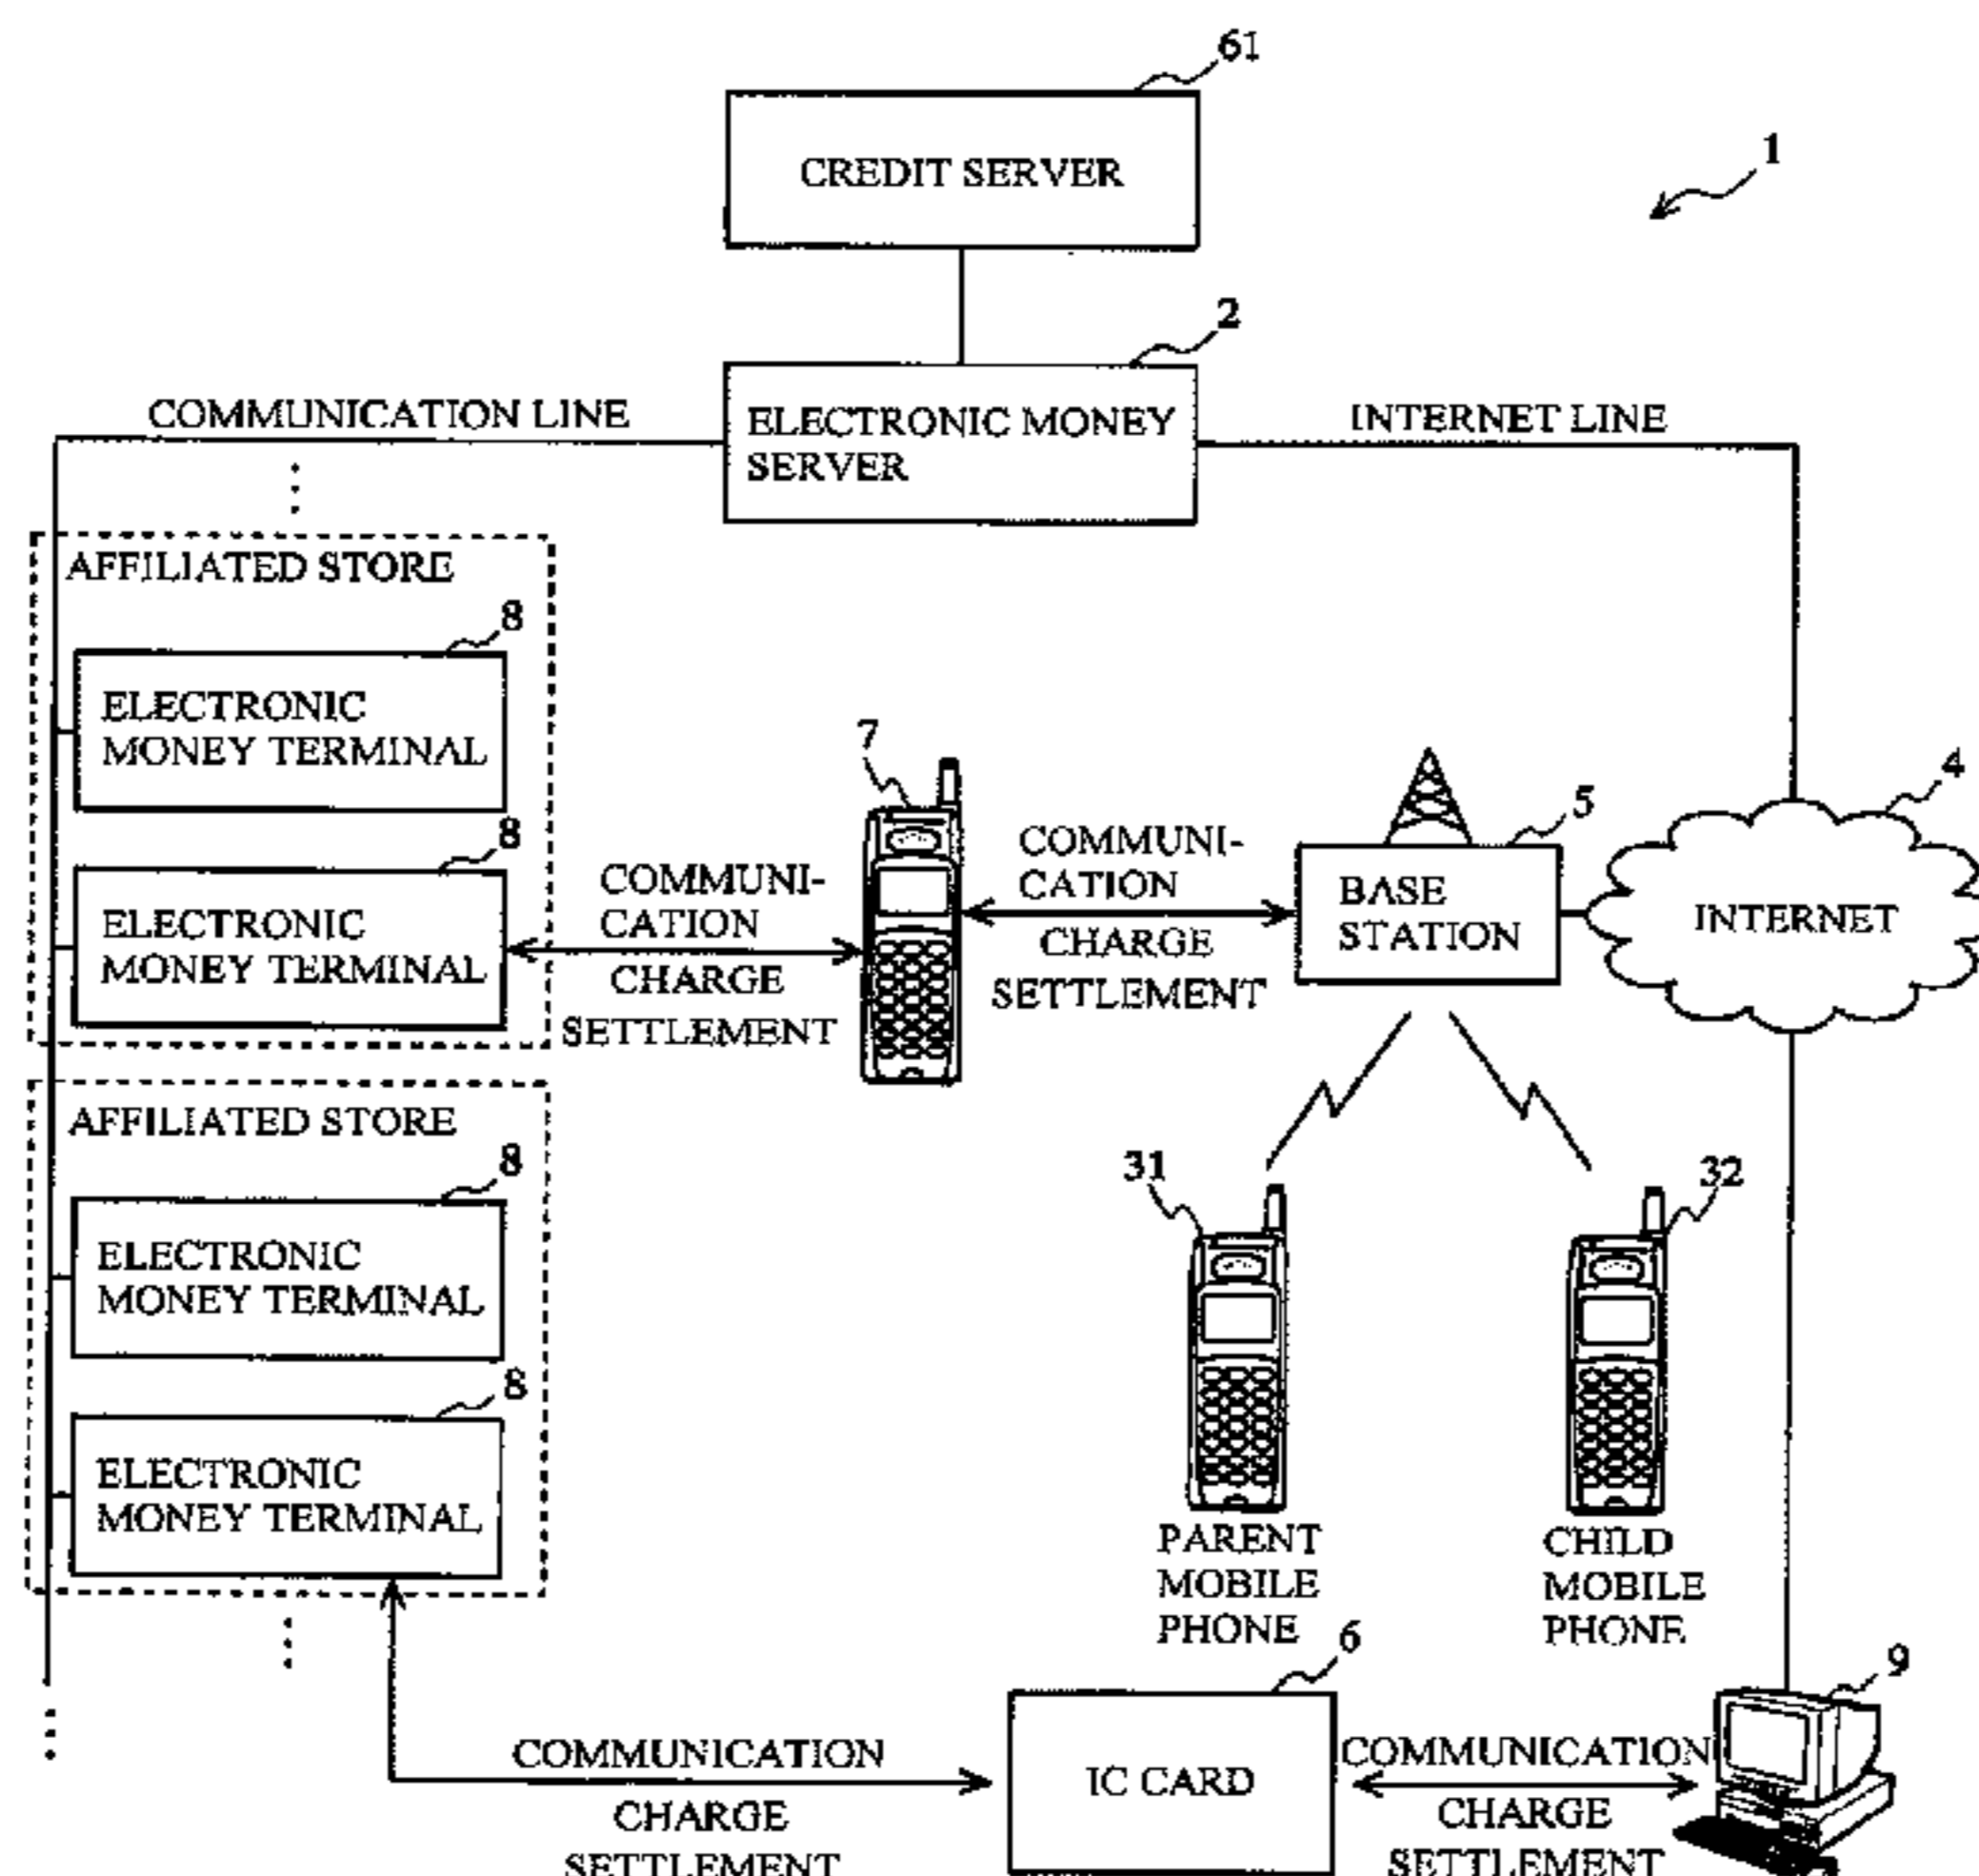 61
CREDIT SERVER
1
2
COMMUNICATION LINE
ELECTRONIC MONEY
SERVER
INTERNET LINE
AFFILIATED STORE
8
ELECTRONIC
MONEY TERMINAL
8
ELECTRONIC
MONEY TERMINAL
COMMUNI-
CATION
CHARGE
SETTLEMENT
7
COMMUNI-
CATION
CHARGE
SETTLEMENT
5
BASE
STATION
4
INTERNET
AFFILIATED STORE
8
ELECTRONIC
MONEY TERMINAL
8
ELECTRONIC
MONEY TERMINAL
31
PARENT
MOBILE
PHONE
32
CHILD
MOBILE
PHONE
COMMUNICATION
CHARGE
SETTLEMENT
6
IC CARD
COMMUNICATION
CHARGE
SETTLEMENT
9